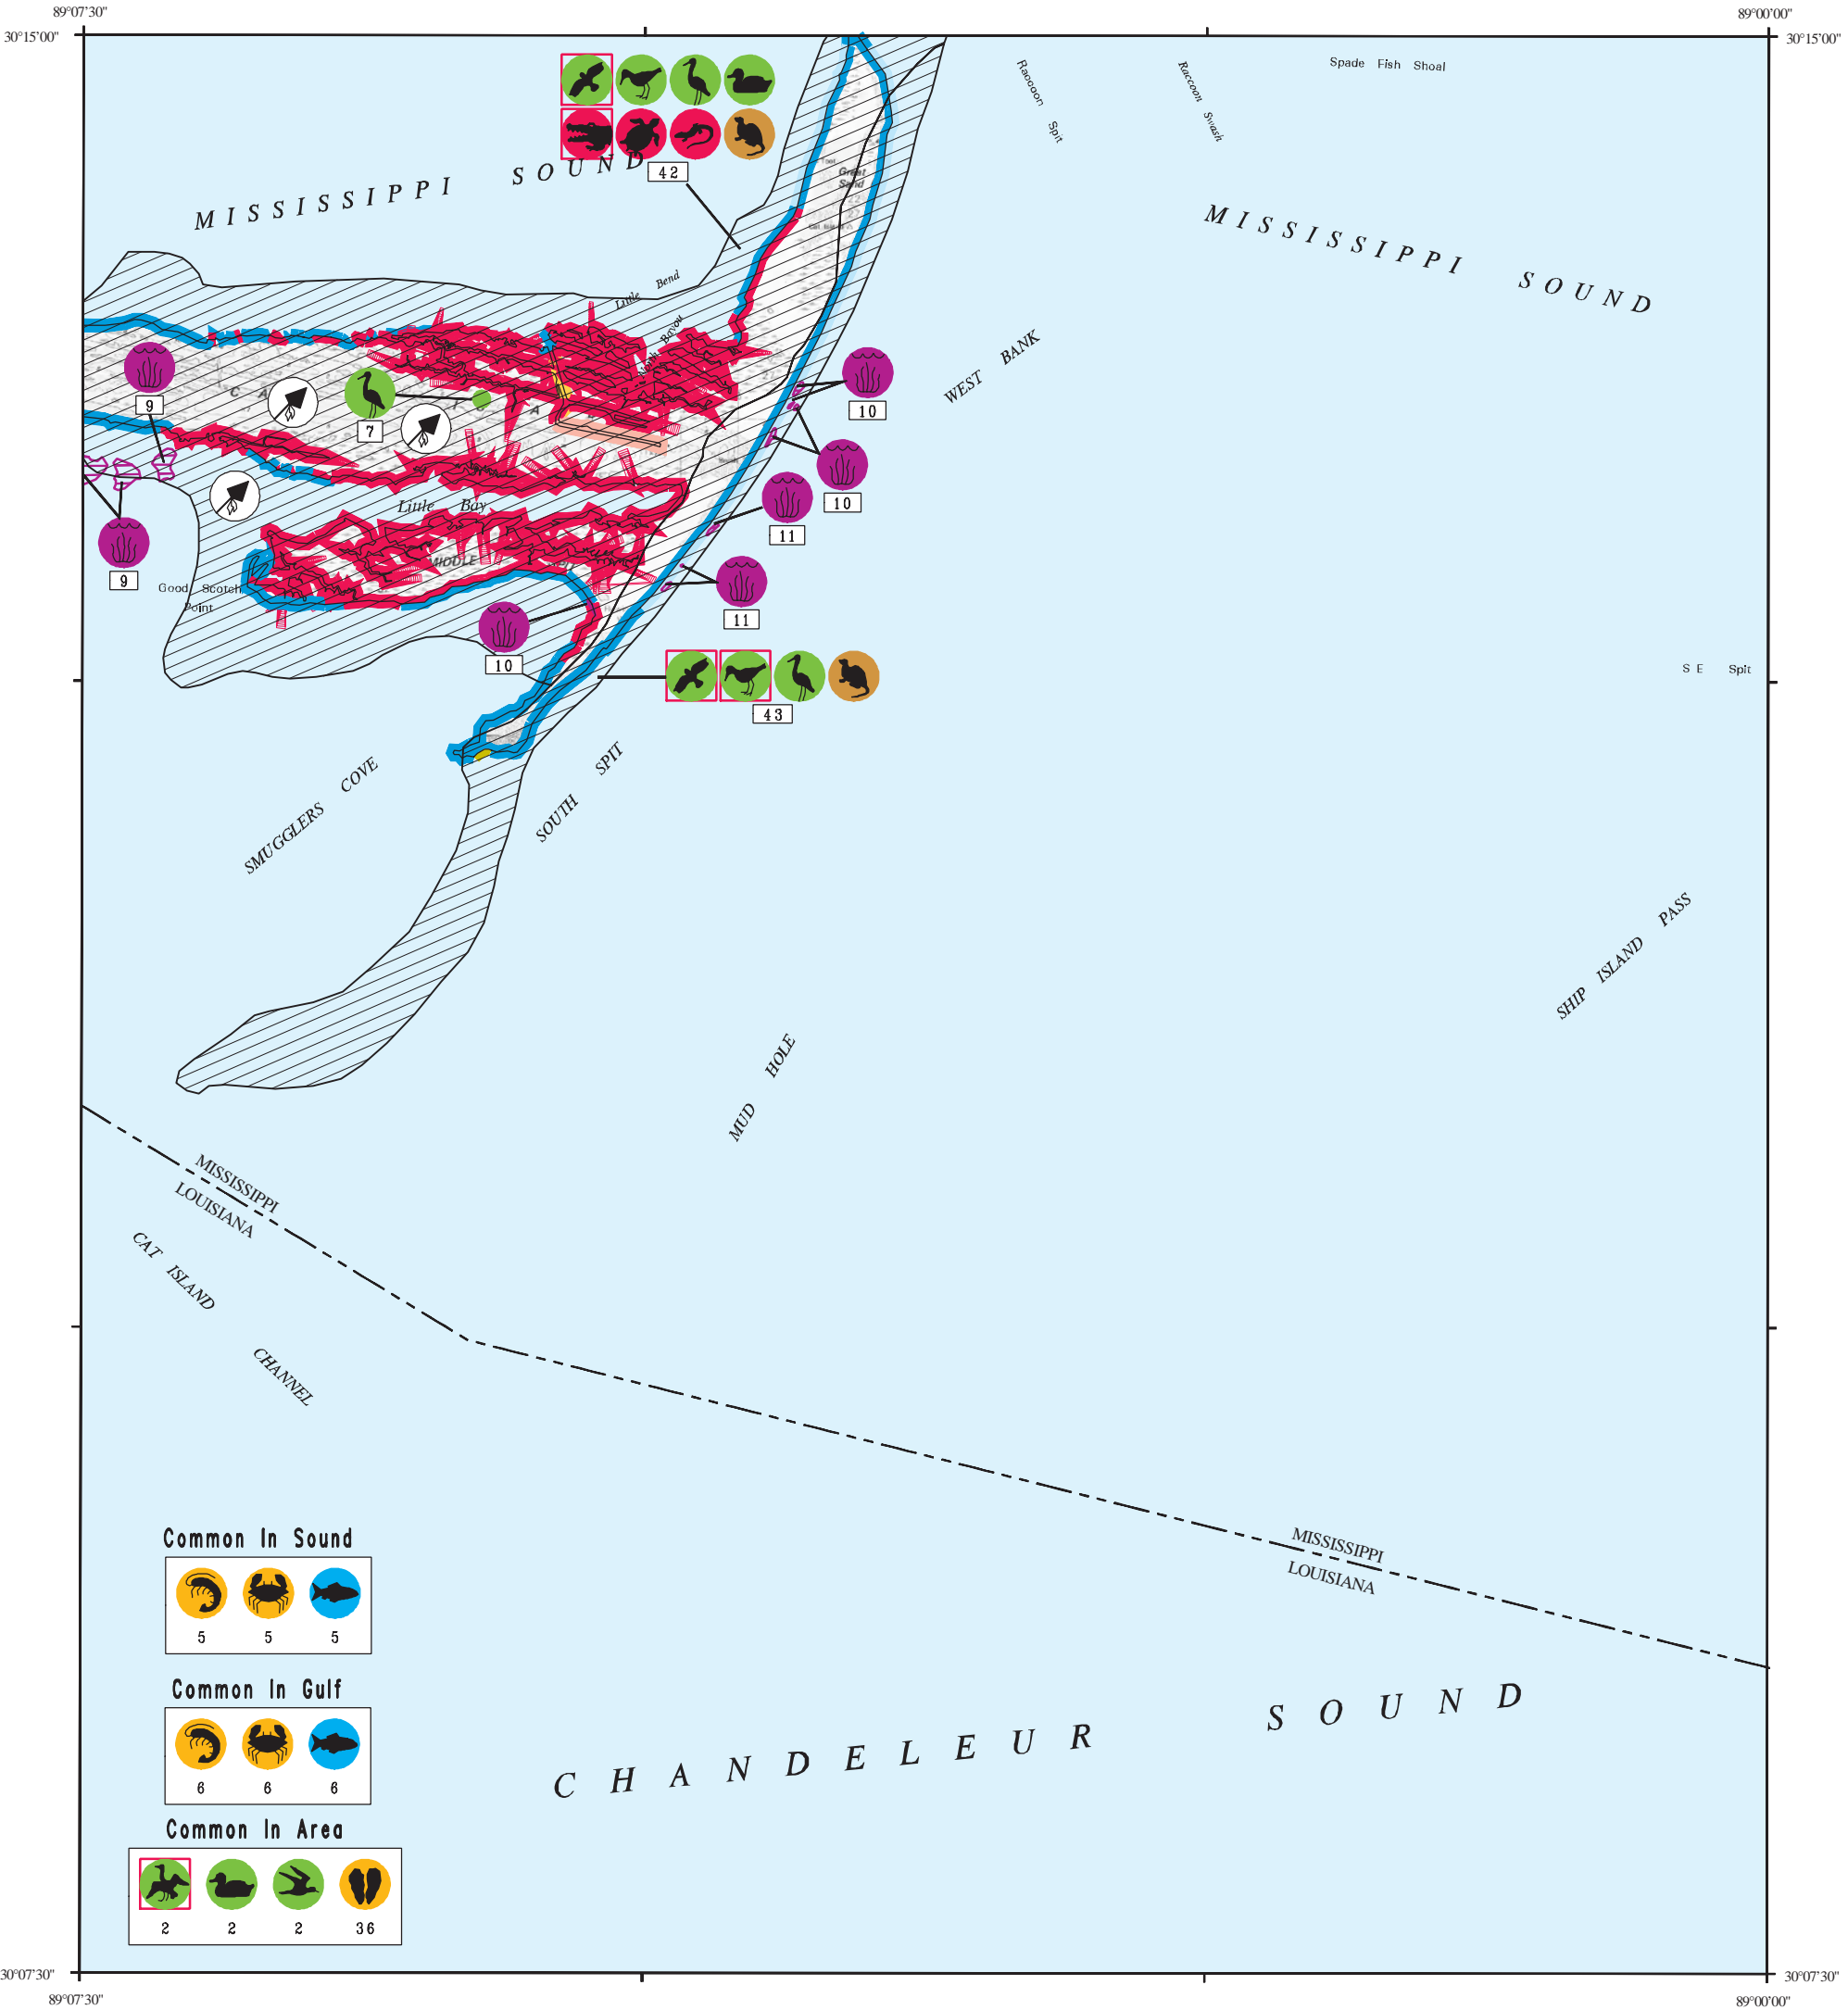 89°07'30"
89°00'00"
30°15'00"
30°15'00"
Spade Fish Shoal
Raccoon Spit
Raccoon Swash
42
MISSISSIPPI SOUND
MISSISSIPPI SOUND
Great
Sand
Little Bend
Bayou
WEST BANK
9
7
10
10
Little Bay
11
9
MIDDLE
Good Scotch
Point
11
10
43
S E Spit
SMUGGLERS COVE
SOUTH SPIT
SHIP ISLAND PASS
MUD HOLE
MISSISSIPPI
LOUISIANA
CAT ISLAND
CHANNEL
MISSISSIPPI
LOUISIANA
Common In Sound
5 5 5
Common In Gulf
6 6 6
CHANDELEUR SOUND
Common In Area
2 2 2 36
30°07'30"
30°07'30"
89°07'30"
89°00'00"